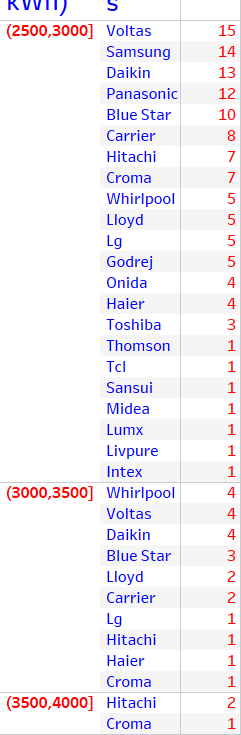 kWh) s
(2500,3000] Voltas 15
Samsung 14
Daikin 13
Panasonic 12
Blue Star 10
Carrier 8
Hitachi 7
Croma 7
Whirlpool 5
Lloyd 5
Lg 5
Godrej 5
Onida 4
Haier 4
Toshiba 3
Thomson 1
Tcl 1
Sansui 1
Midea 1
Lumx 1
Livpure 1
Intex 1
(3000,3500] Whirlpool 4
Voltas 4
Daikin 4
Blue Star 3
Lloyd 2
Carrier 2
Lg 1
Hitachi 1
Haier 1
Croma 1
(3500,4000] Hitachi 2
Croma 1